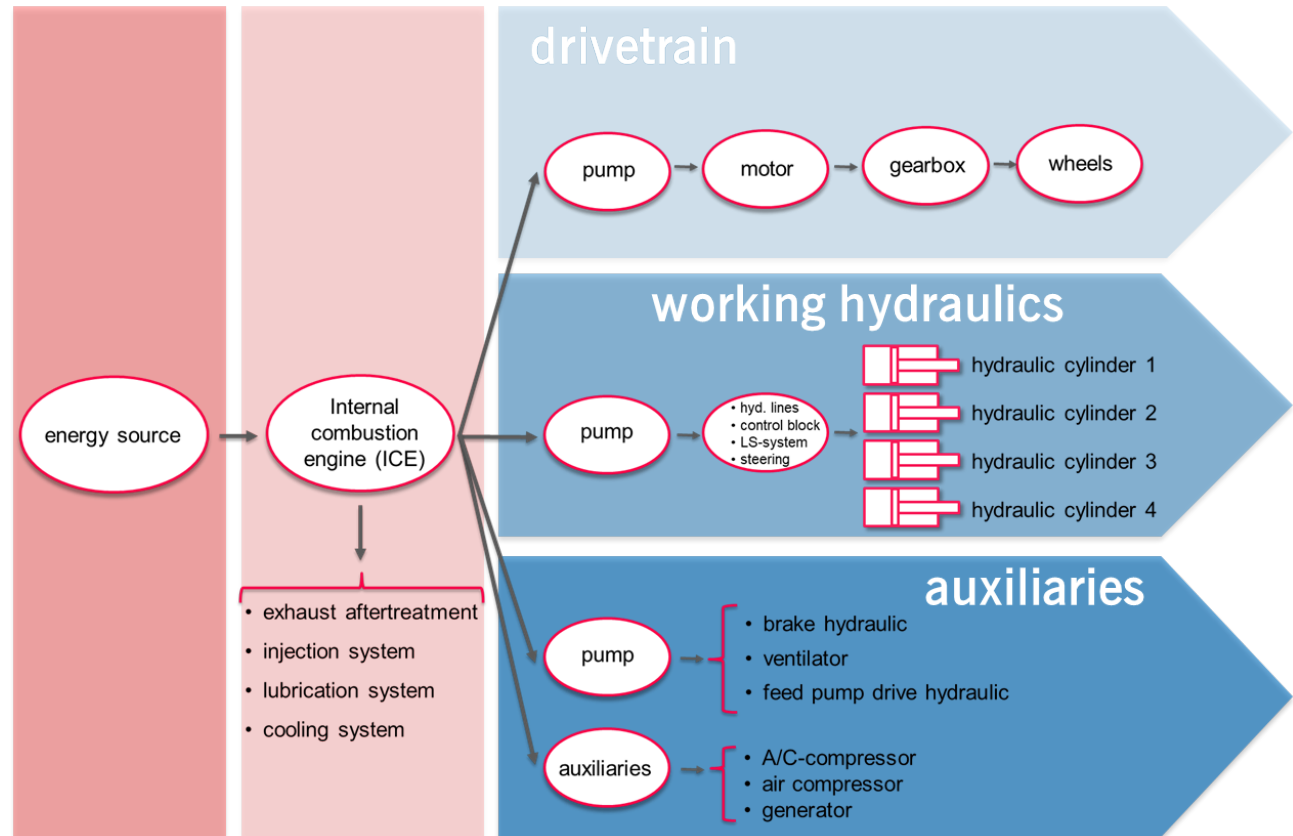 drivetrain
pump
motor
gearbox
wheels
working hydraulics
energy source
Internal
combustion
engine (ICE)
pump
• hyd. lines
• control block
• LS-system
• steering
hydraulic cylinder 1
hydraulic cylinder 2
hydraulic cylinder 3
hydraulic cylinder 4
• exhaust aftertreatment
• injection system
• lubrication system
• cooling system
auxiliaries
pump
• brake hydraulic
• ventilator
• feed pump drive hydraulic
auxiliaries
• A/C-compressor
• air compressor
• generator